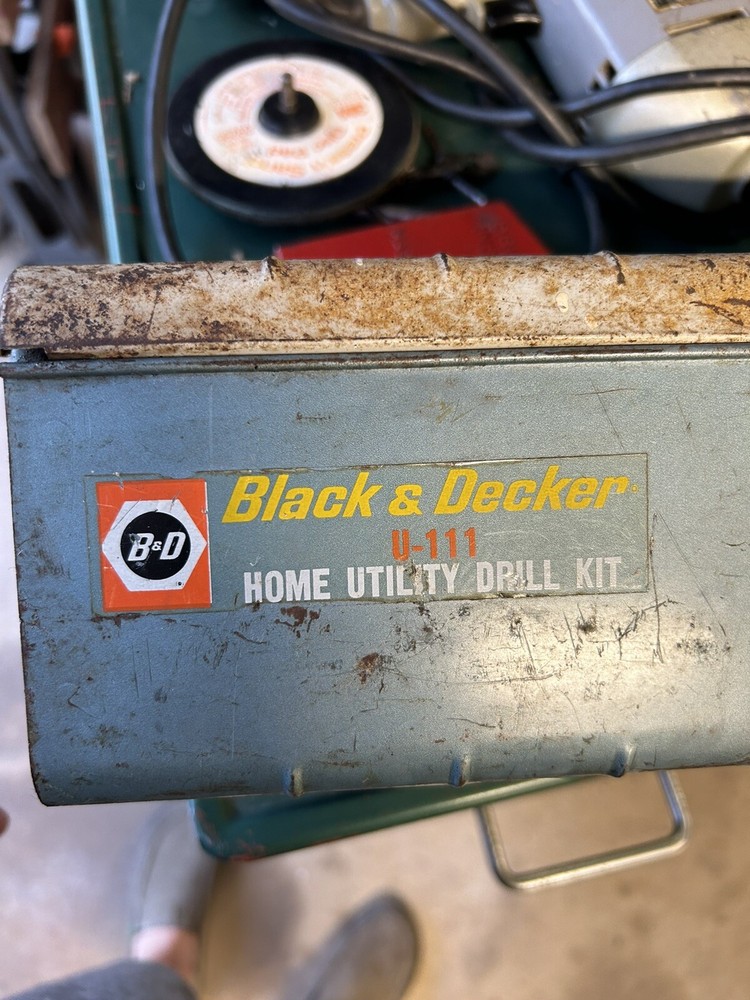 Black & Decker
B&D
U-111
HOME UTILITY DRILL KIT